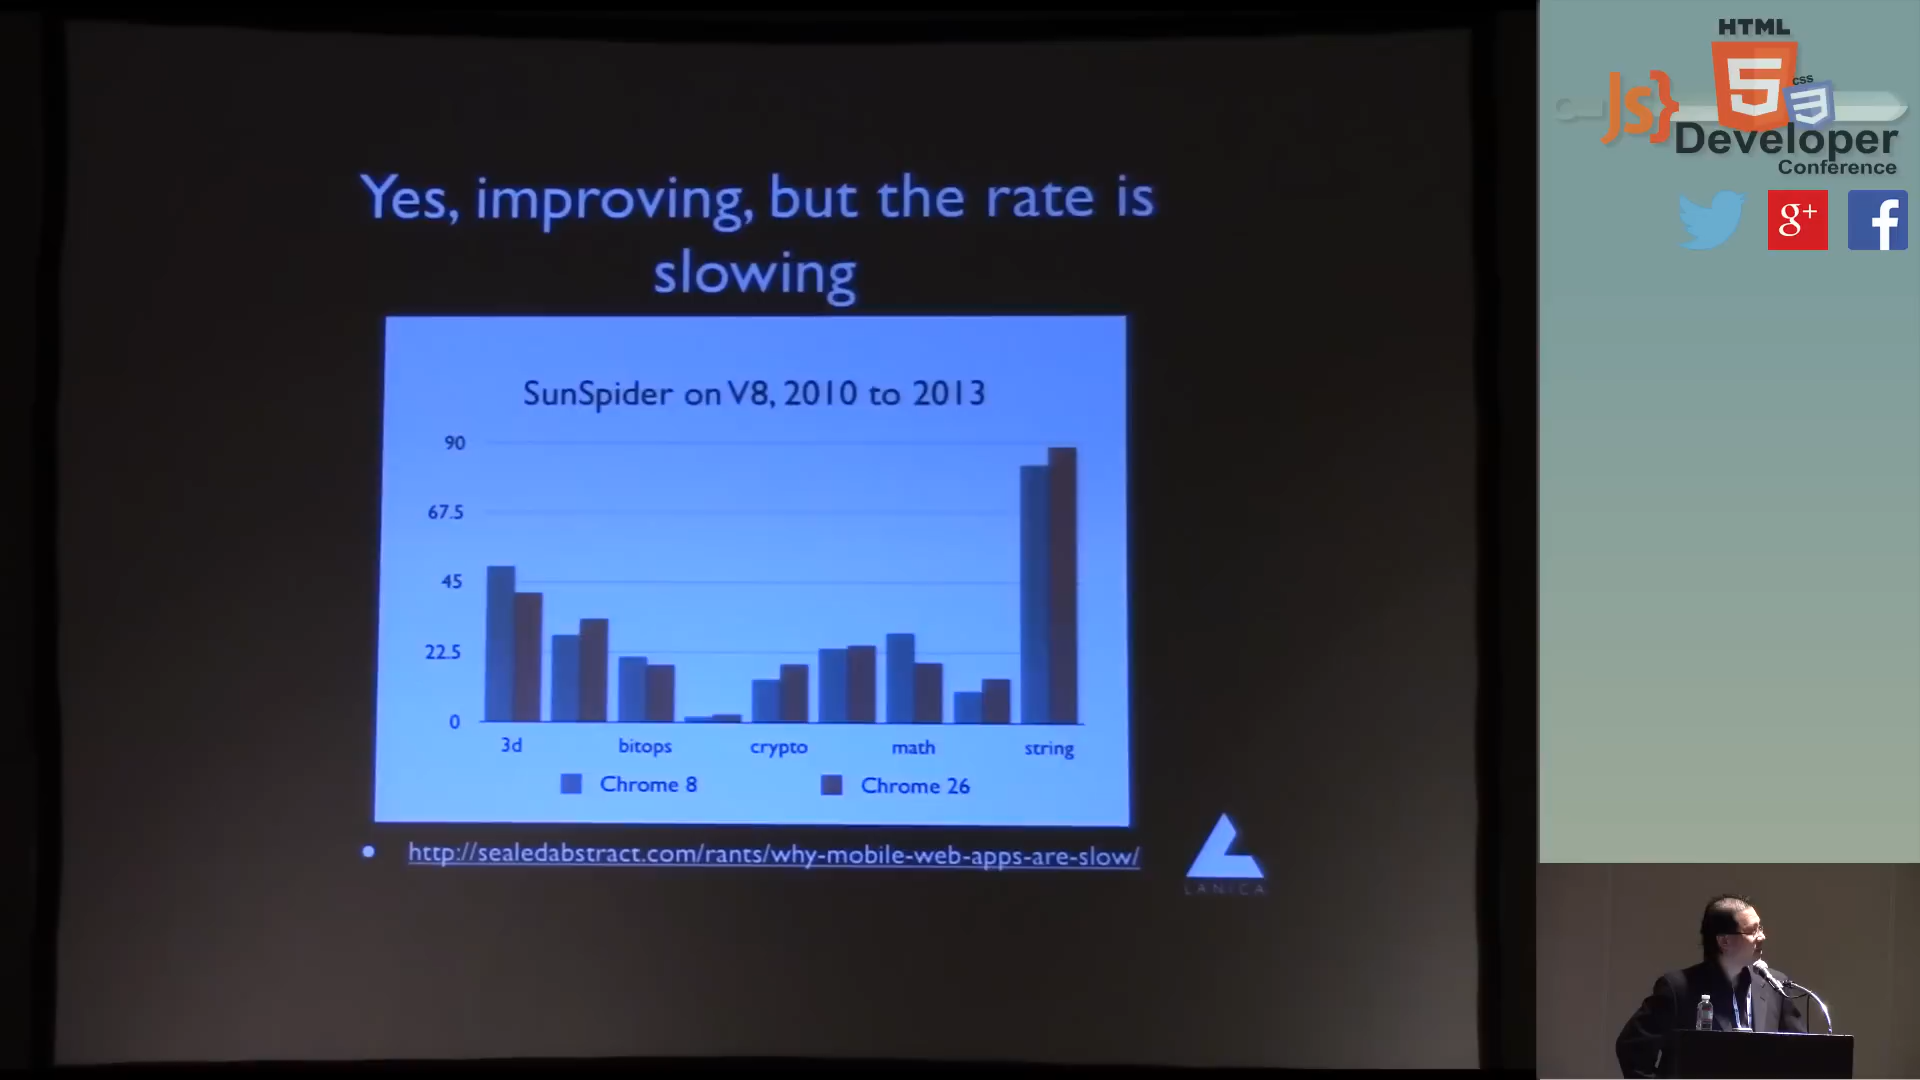 Yes, improving, but the rate is
slowing
SunSpider on V8, 2010 to 2013
90
67.5
45
22.5
0
3d bitops crypto math string
Chrome 8 Chrome 26
http://sealedabstract.com/rants/why-mobile-web-apps-are-slow/
LANICA
HTML
5
CSS
3
JS}
Developer
Conference
g+
f